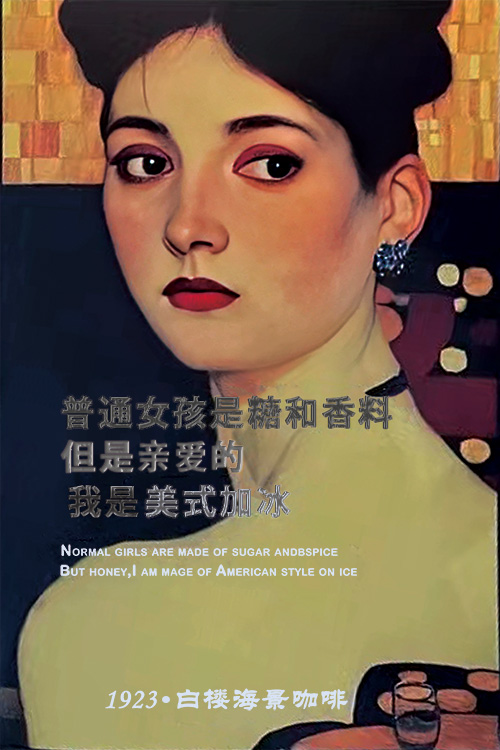 普通女孩是糖和香料
但是亲爱的
我是美式加冰
Normal girls are made of sugar andbspice
But honey,I am mage of American style on ice
1923•白楼海景咖啡